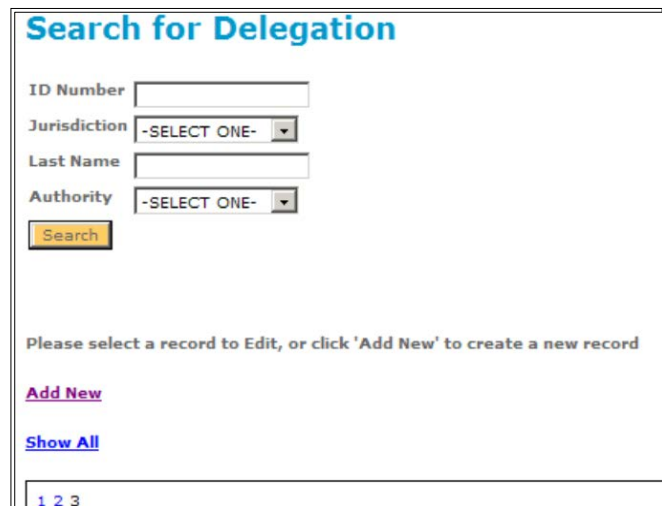 Search for Delegation
ID Number
Jurisdiction -SELECT ONE-
Last Name
Authority -SELECT ONE-
Search
Please select a record to Edit, or click 'Add New' to create a new record
Add New
Show All
1 2 3